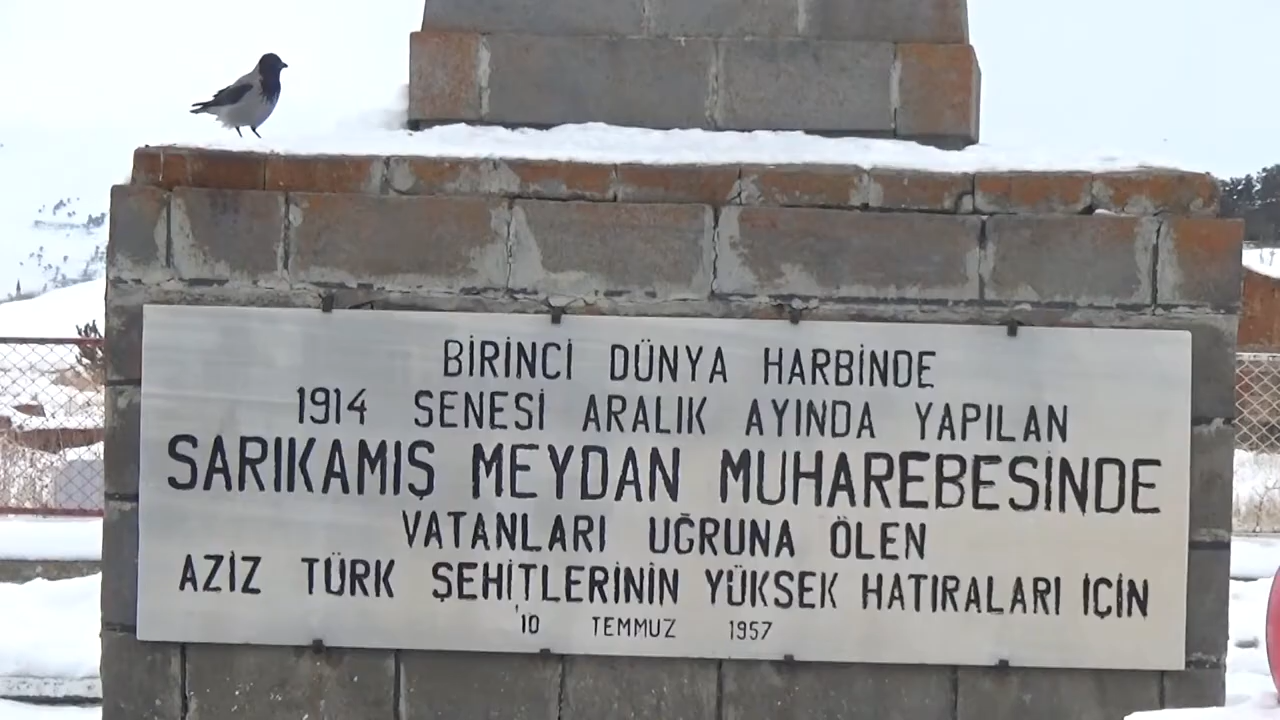 BİRİNCİ DÜNYA HARBİNDE
1914 SENESİ ARALIK AYINDA YAPILAN
SARIKAMIŞ MEYDAN MUHAREBESİNDE
VATANLARI UĞRUNA ÖLEN
AZİZ TÜRK ŞEHİTLERİNİN YÜKSEK HATIRALARI İÇİN
10 TEMMUZ 1957